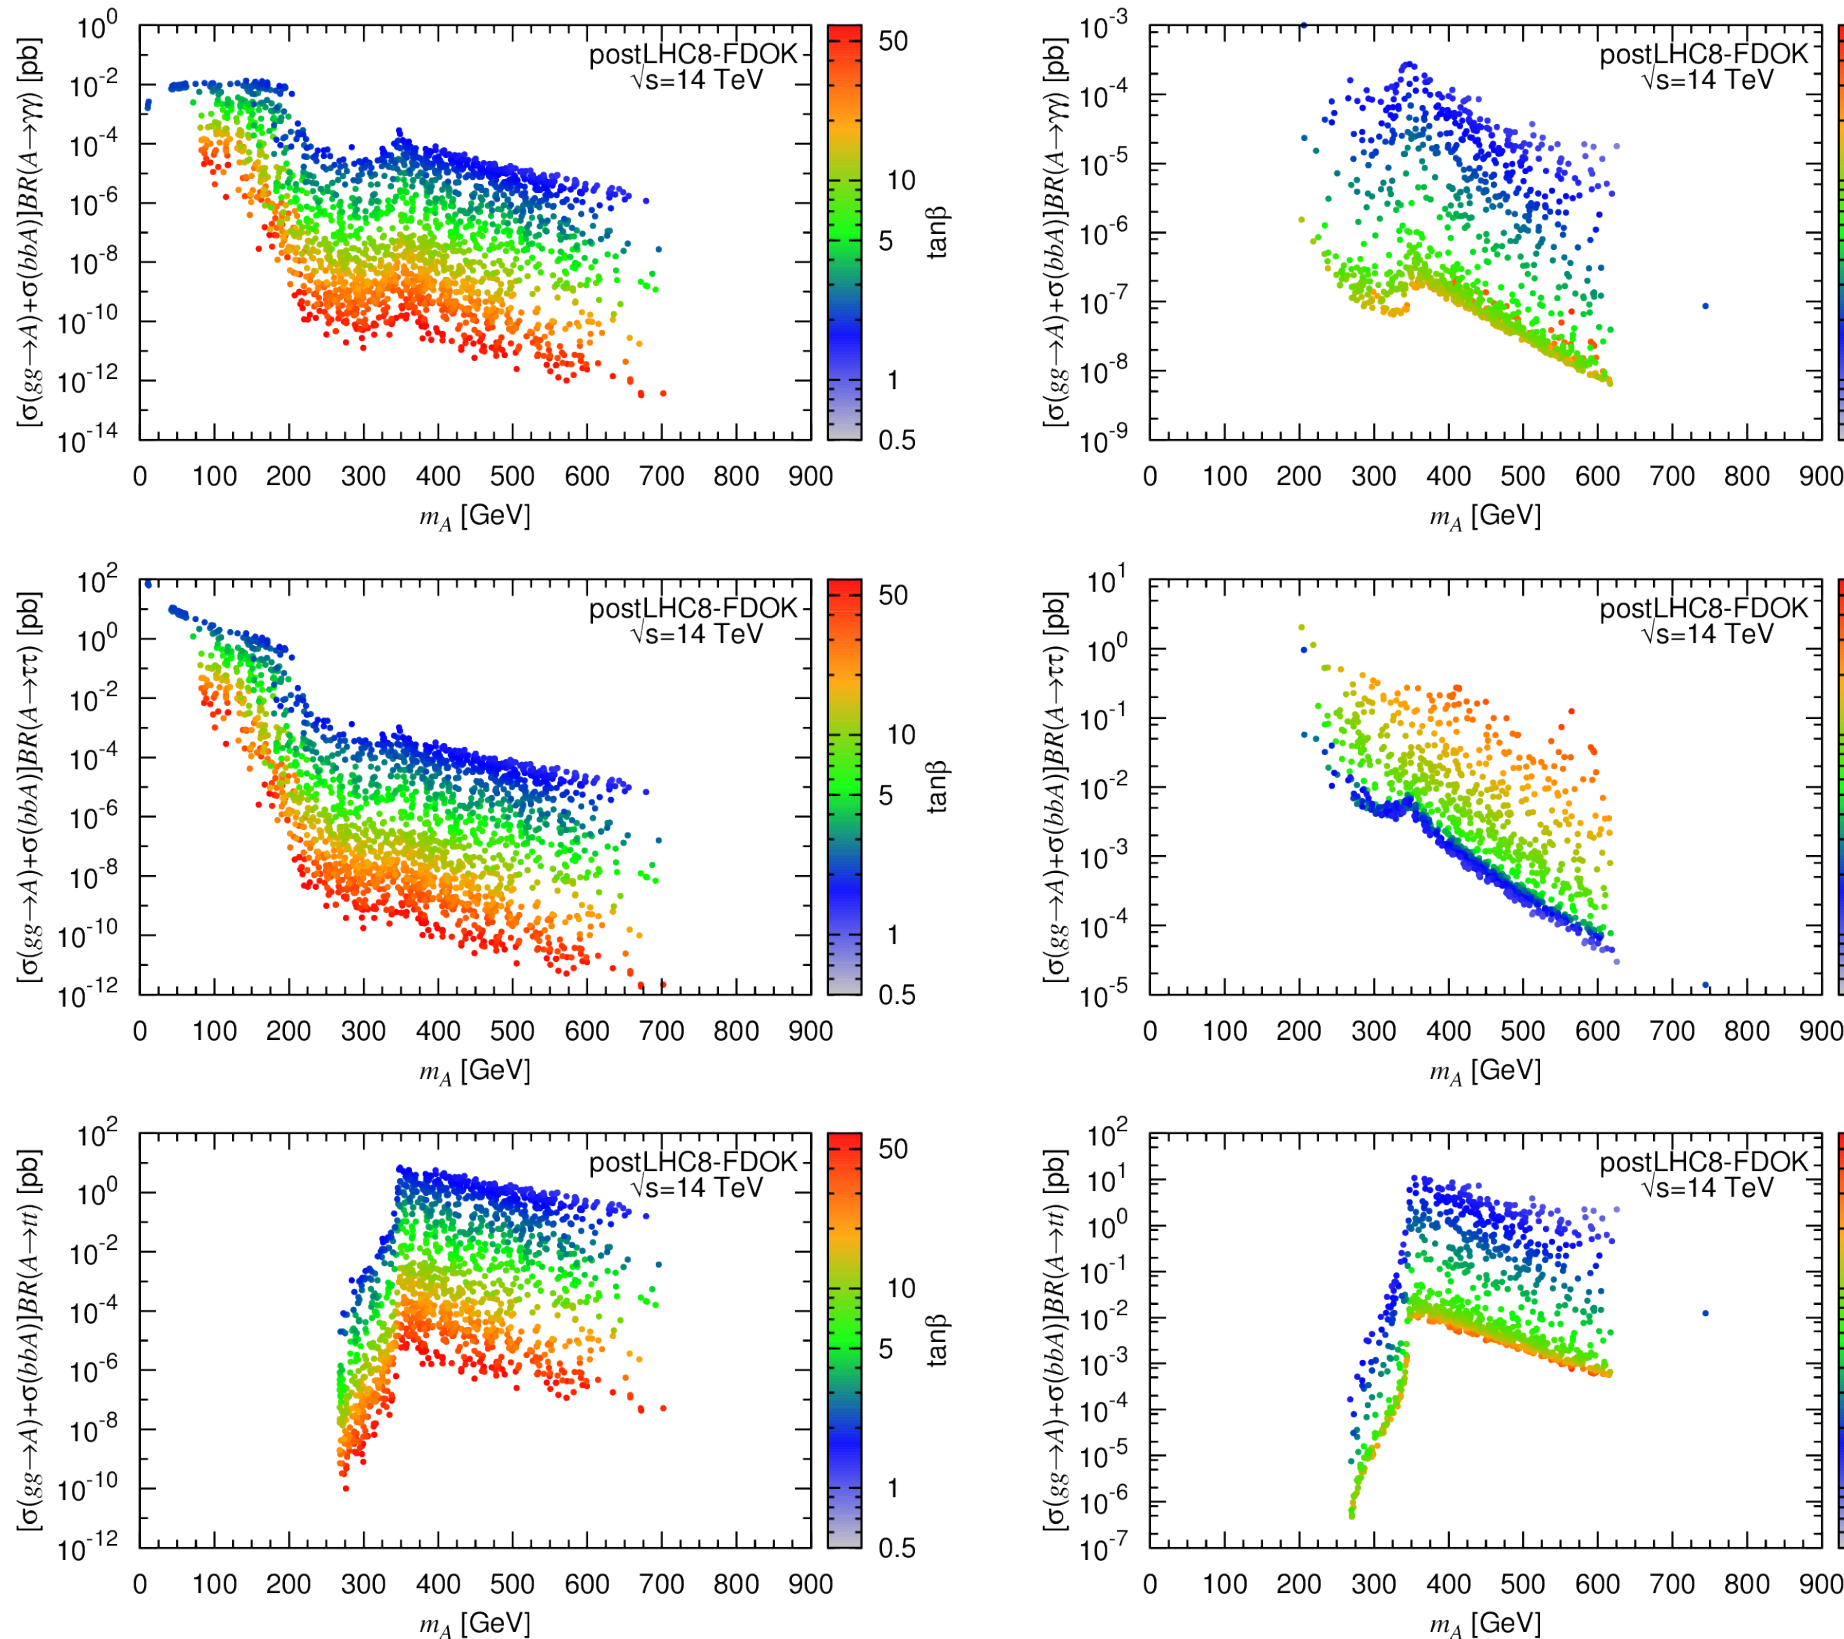 [σ(gg→A)+σ(bbA)]BR(A→γγ) [pb]
10^0
10^-2
10^-4
10^-6
10^-8
10^-10
10^-12
10^-14
postLHC8-FDOK
√s=14 TeV
0 100 200 300 400 500 600 700 800 900
m_A [GeV]
50
10
5
1
0.5
tanβ
[σ(gg→A)+σ(bbA)]BR(A→γγ) [pb]
10^-3
10^-4
10^-5
10^-6
10^-7
10^-8
10^-9
postLHC8-FDOK
√s=14 TeV
0 100 200 300 400 500 600 700 800 900
m_A [GeV]
[σ(gg→A)+σ(bbA)]BR(A→ττ) [pb]
10^2
10^0
10^-2
10^-4
10^-6
10^-8
10^-10
10^-12
postLHC8-FDOK
√s=14 TeV
0 100 200 300 400 500 600 700 800 900
m_A [GeV]
50
10
5
1
0.5
tanβ
[σ(gg→A)+σ(bbA)]BR(A→ττ) [pb]
10^1
10^0
10^-1
10^-2
10^-3
10^-4
10^-5
postLHC8-FDOK
√s=14 TeV
0 100 200 300 400 500 600 700 800 900
m_A [GeV]
[σ(gg→A)+σ(bbA)]BR(A→tt) [pb]
10^2
10^0
10^-2
10^-4
10^-6
10^-8
10^-10
10^-12
postLHC8-FDOK
√s=14 TeV
0 100 200 300 400 500 600 700 800 900
m_A [GeV]
50
10
5
1
0.5
tanβ
[σ(gg→A)+σ(bbA)]BR(A→tt) [pb]
10^2
10^1
10^0
10^-1
10^-2
10^-3
10^-4
10^-5
10^-6
10^-7
postLHC8-FDOK
√s=14 TeV
0 100 200 300 400 500 600 700 800 900
m_A [GeV]